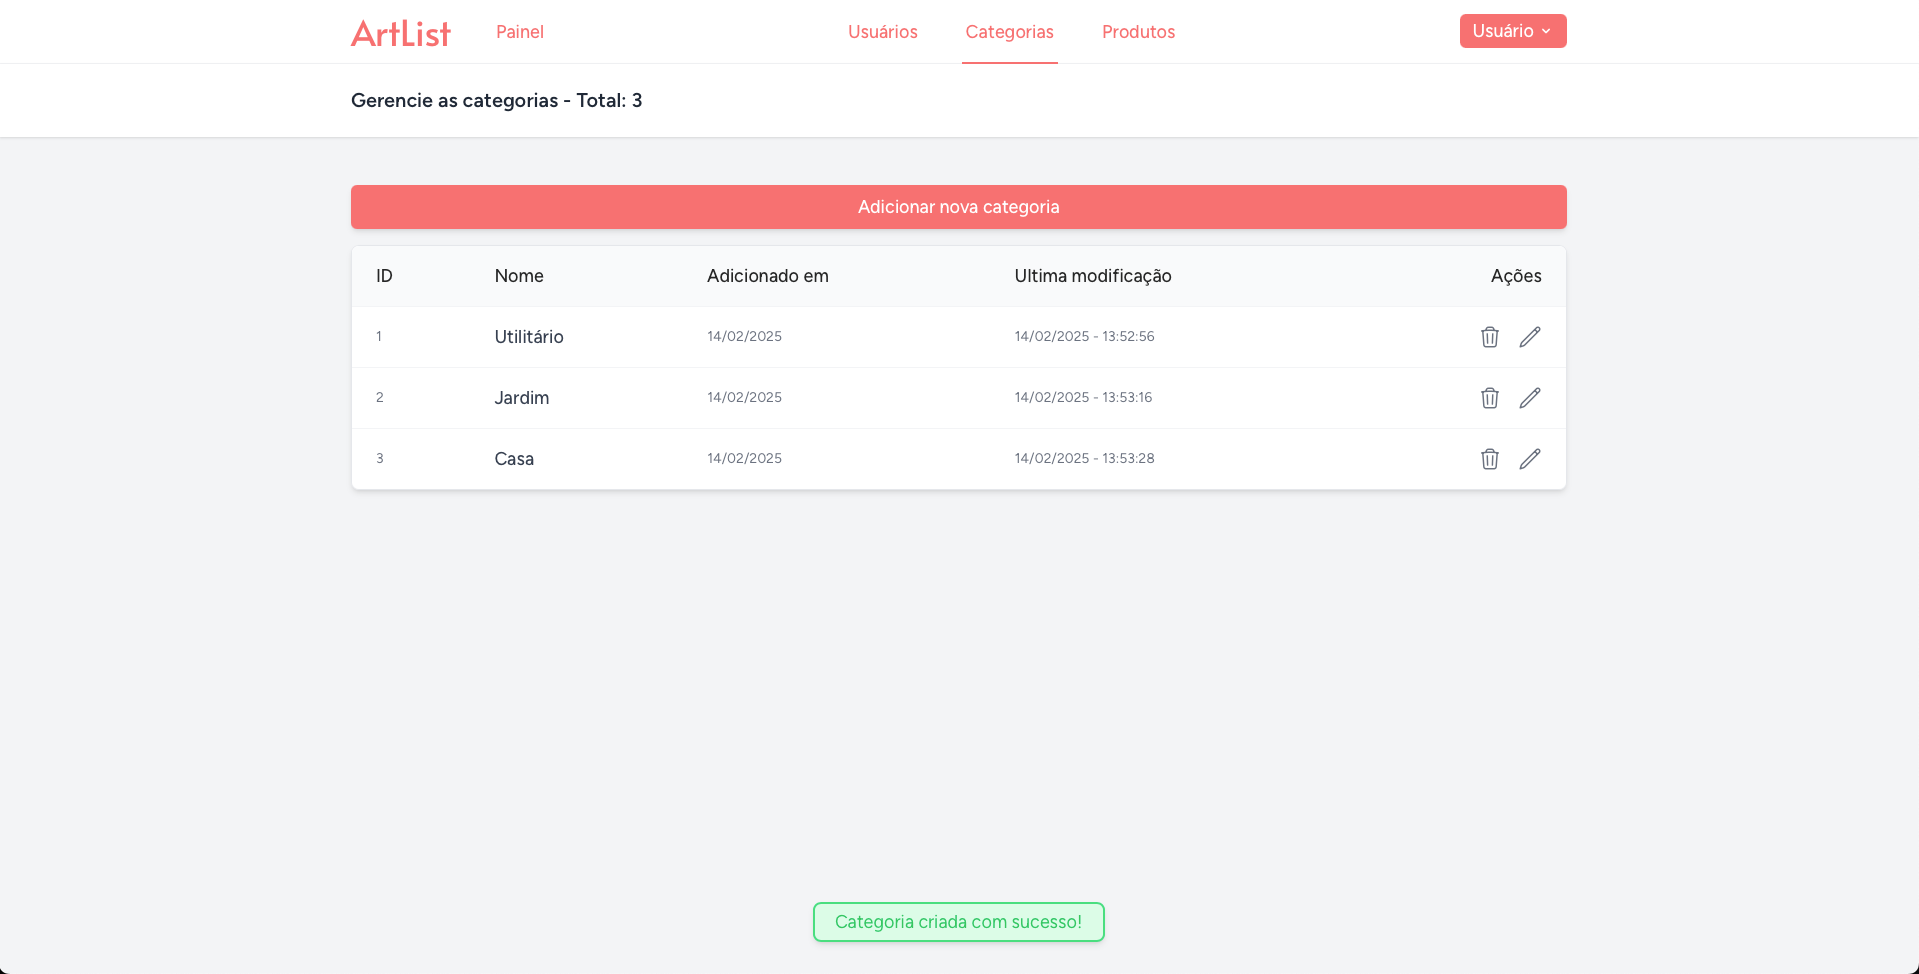 ArtList Painel Usuários Categorias Produtos Usuário
Gerencie as categorias - Total: 3
Adicionar nova categoria
ID Nome Adicionado em Ultima modificação Ações
1 Utilitário 14/02/2025 14/02/2025 - 13:52:56
2 Jardim 14/02/2025 14/02/2025 - 13:53:16
3 Casa 14/02/2025 14/02/2025 - 13:53:28
Categoria criada com sucesso!